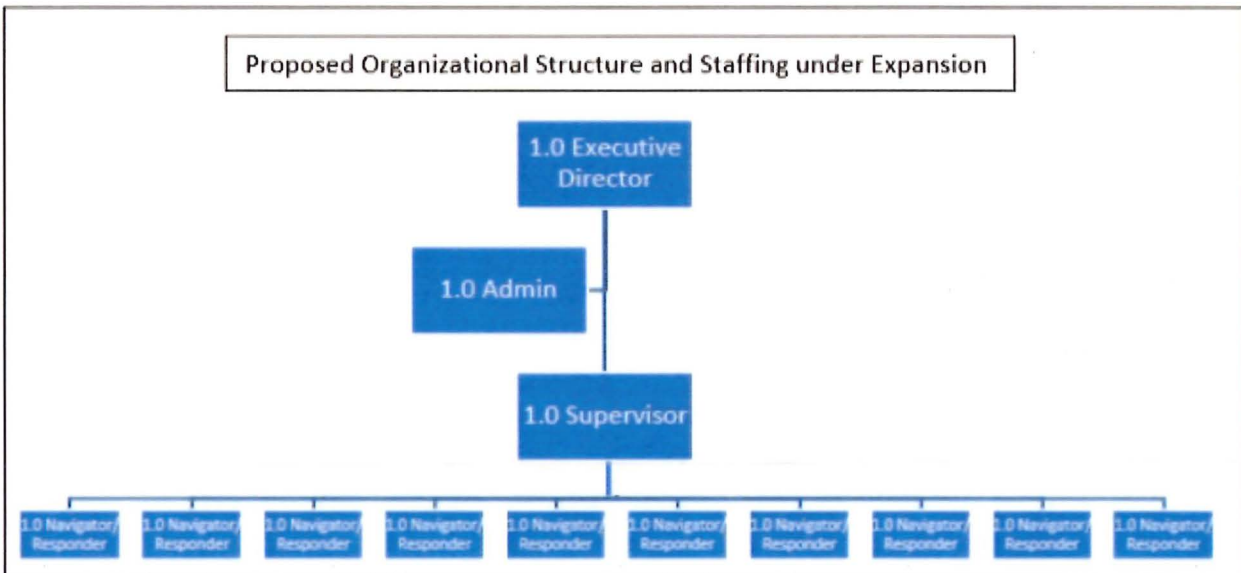 Proposed Organizational Structure and Staffing under Expansion
1.0 Executive
Director
1.0 Admin
1.0 Supervisor
1.0 Navigator/
Responder
1.0 Navigator/
Responder
1.0 Navigator/
Responder
1.0 Navigator/
Responder
1.0 Navigator/
Responder
1.0 Navigator/
Responder
1.0 Navigator/
Responder
1.0 Navigator/
Responder
1.0 Navigator/
Responder
1.0 Navigator/
Responder